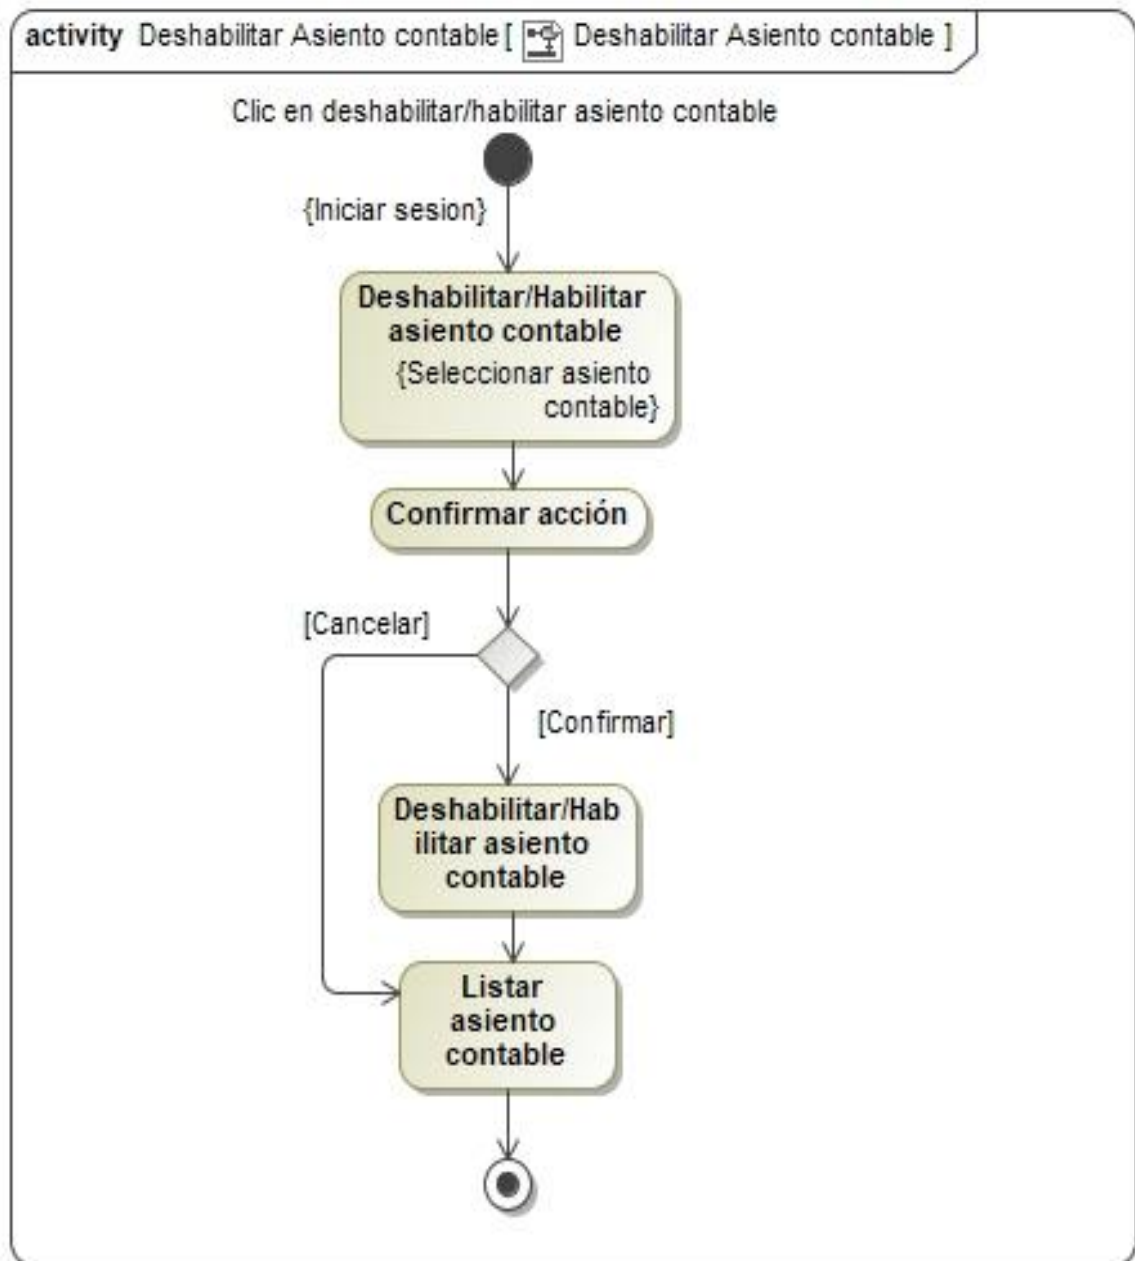 activity Deshabilitar Asiento contable [ Deshabilitar Asiento contable ]
Clic en deshabilitar/habilitar asiento contable
{Iniciar sesion}
Deshabilitar/Habilitar
asiento contable
{Seleccionar asiento
contable}
Confirmar acción
[Cancelar]
[Confirmar]
Deshabilitar/Hab
ilitar asiento
contable
Listar
asiento
contable